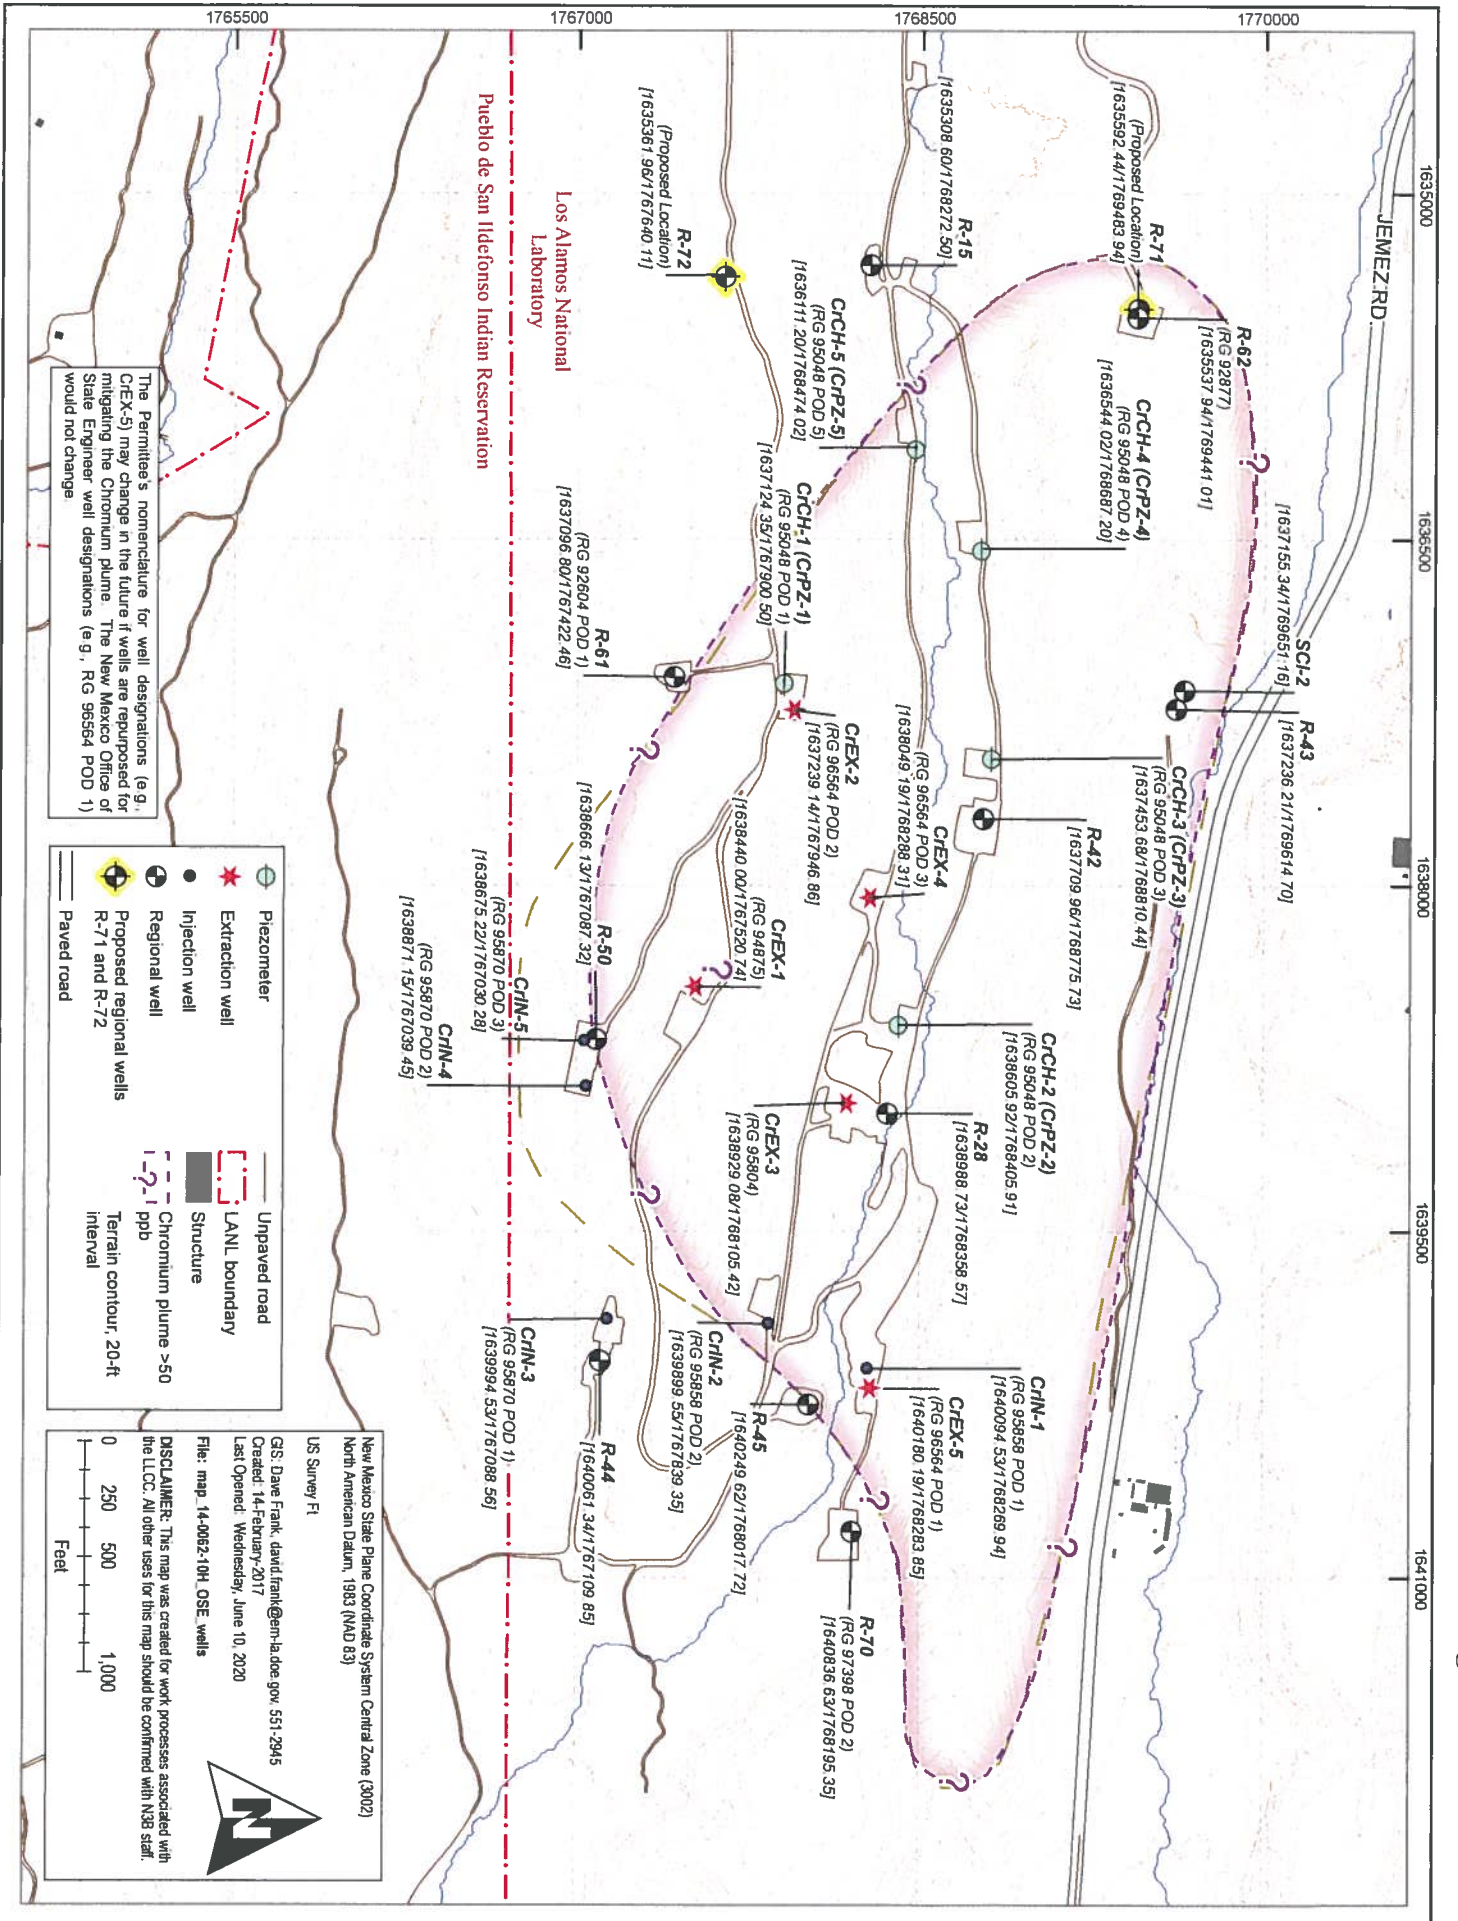 1635000
1636500
1638000
1639500
1641000
1770000
1768500
1767000
1765500
JEMEZ RD.
R-71
(Proposed Location)
[1635592.44/1769483.94]
R-62
(RG 92877)
[1635537.94/1769441.01]
CrCH-4 (CrPZ-4)
(RG 95048 POD 4)
[1636544.02/1768687.20]
SCI-2
[1637155.34/1769651.16]
R-43
[1637236.21/1769614.70]
CrCH-3 (CrPZ-3)
(RG 95048 POD 3)
[1637453.68/1768810.44]
R-42
[1637709.96/1768775.73]
CrCH-2 (CrPZ-2)
(RG 95048 POD 2)
[1638605.92/1768405.91]
R-28
[1638988.73/1768358.57]
CrIN-1
(RG 95858 POD 1)
[1640094.53/1768269.94]
CrEX-5
(RG 96564 POD 1)
[1640180.19/1768283.85]
R-70
(RG 97398 POD 2)
[1640836.63/1768195.35]
R-15
[1635308.60/1768272.50]
CrCH-5 (CrPZ-5)
(RG 95048 POD 5)
[1636111.20/1768474.02]
CrEX-4
(RG 96564 POD 3)
[1638049.19/1768288.31]
CrCH-1 (CrPZ-1)
(RG 95048 POD 1)
[1637124.35/1767900.50]
CrEX-2
(RG 96564 POD 2)
[1637239.14/1767946.86]
CrEX-1
(RG 94875)
[1638440.00/1767520.74]
CrEX-3
(RG 95804)
[1638929.08/1768105.42]
R-45
[1640249.62/1768017.72]
CrIN-2
(RG 95858 POD 2)
[1639899.55/1767839.35]
R-72
(Proposed Location)
[1635361.96/1767640.11]
R-61
(RG 92604 POD 1)
[1637096.80/1767422.46]
R-50
[1638666.13/1767087.32]
CrIN-5
(RG 95870 POD 3)
[1638675.22/1767030.28]
CrIN-4
(RG 95870 POD 2)
[1638871.15/1767039.45]
R-44
[1640061.34/1767109.85]
CrIN-3
(RG 95870 POD 1)
[1639994.53/1767088.56]
?
?
?
?
?
?
?
?
?
Los Alamos National
Laboratory
Pueblo de San Ildefonso Indian Reservation
The Permittee's nomenclature for well designations (e.g.,
CrEX-5) may change in the future if wells are repurposed for
mitigating the Chromium plume. The New Mexico Office of
State Engineer well designations (e.g., RG 96564 POD 1)
would not change.
Piezometer
Extraction well
Injection well
Regional well
Proposed regional wells
R-71 and R-72
Paved road
Unpaved road
LANL boundary
Structure
-?-
Chromium plume >50
ppb
Terrain contour, 20-ft
interval
New Mexico State Plane Coordinate System Central Zone (3002)
North American Datum, 1983 (NAD 83)
US Survey Ft
GIS: Dave Frank, david.frank@em-la.doe.gov, 551-2945
Created: 14-February-2017
Last Opened: Wednesday, June 10, 2020
File: map_14-0062-10H_OSE_wells
DISCLAIMER: This map was created for work processes associated with
the LLCC. All other uses for this map should be confirmed with N3B staff.
N
0 250 500 1,000
Feet